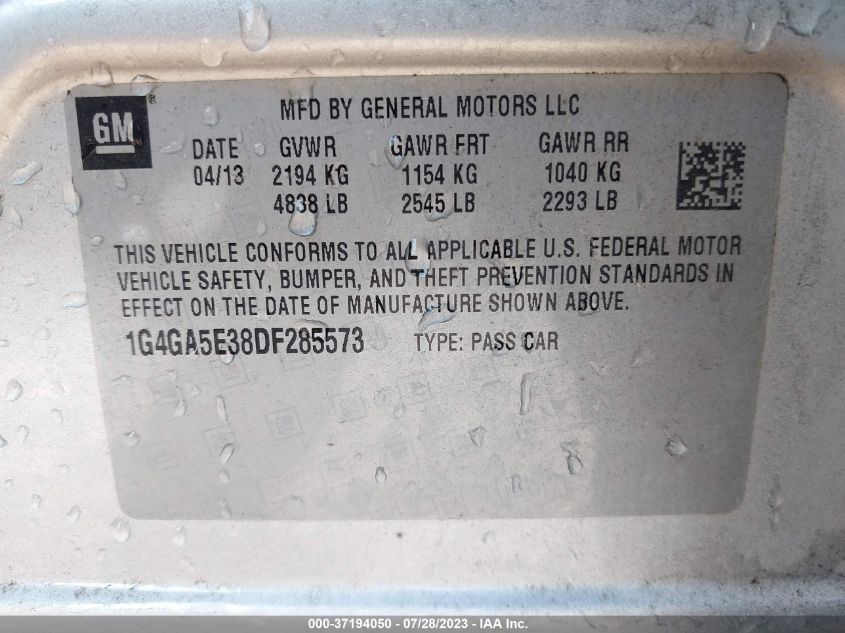 GM
MFD BY GENERAL MOTORS LLC
DATE GVWR GAWR FRT GAWR RR
04/13 2194 KG 1154 KG 1040 KG
4838 LB 2545 LB 2293 LB
THIS VEHICLE CONFORMS TO ALL APPLICABLE U.S. FEDERAL MOTOR
VEHICLE SAFETY, BUMPER, AND THEFT PREVENTION STANDARDS IN
EFFECT ON THE DATE OF MANUFACTURE SHOWN ABOVE.
1G4GA5E38DF285573 TYPE: PASS CAR
000-37194050 - 07/28/2023 - IAA Inc.